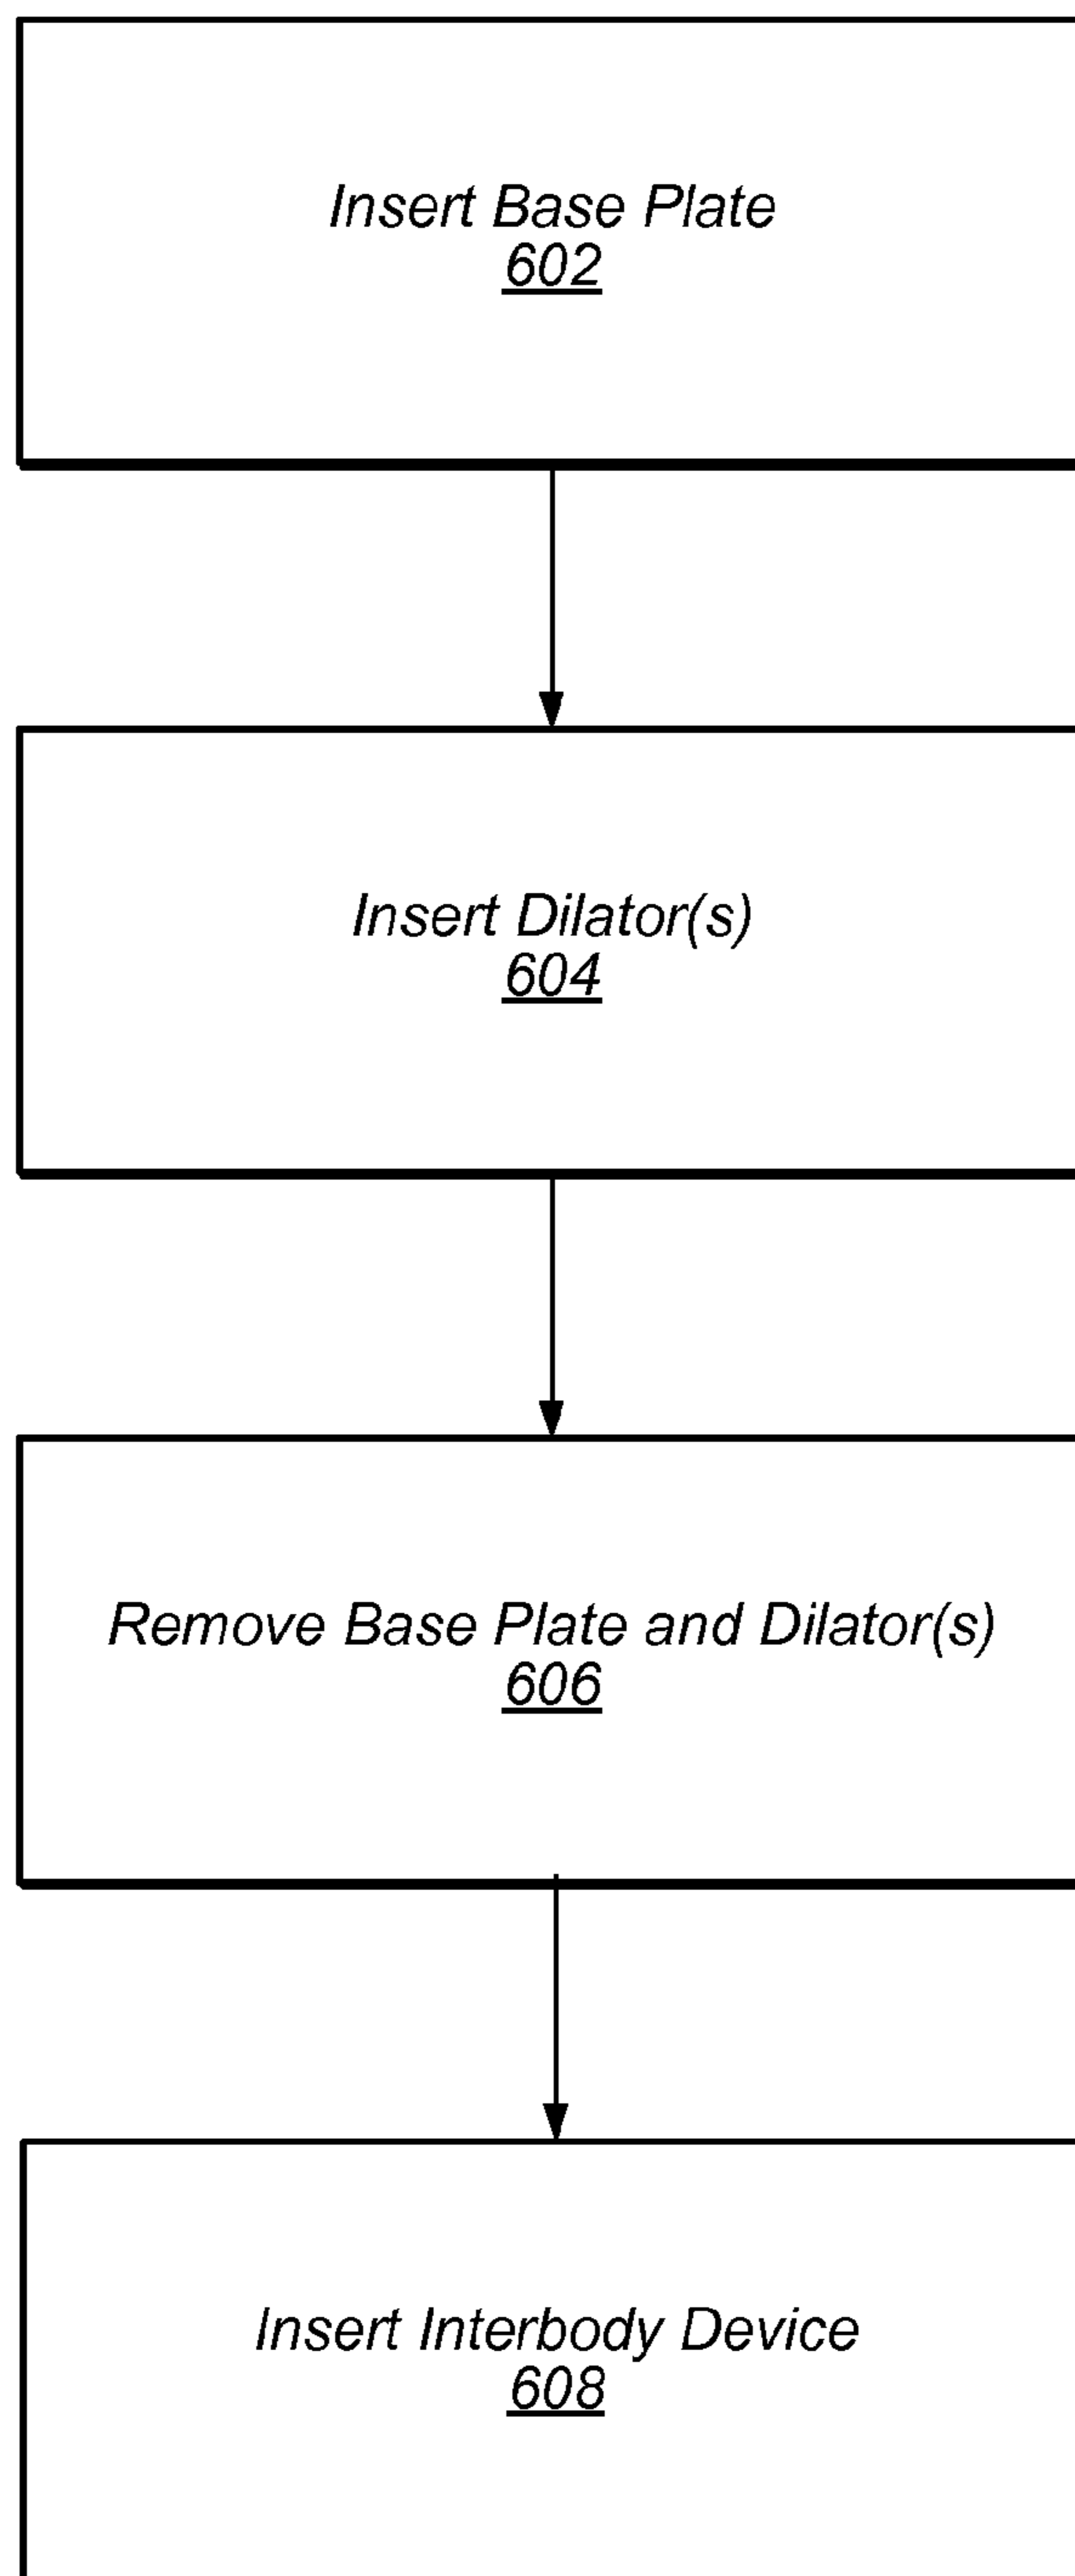 Insert Base Plate
602
Insert Dilator(s)
604
Remove Base Plate and Dilator(s)
606
Insert Interbody Device
608